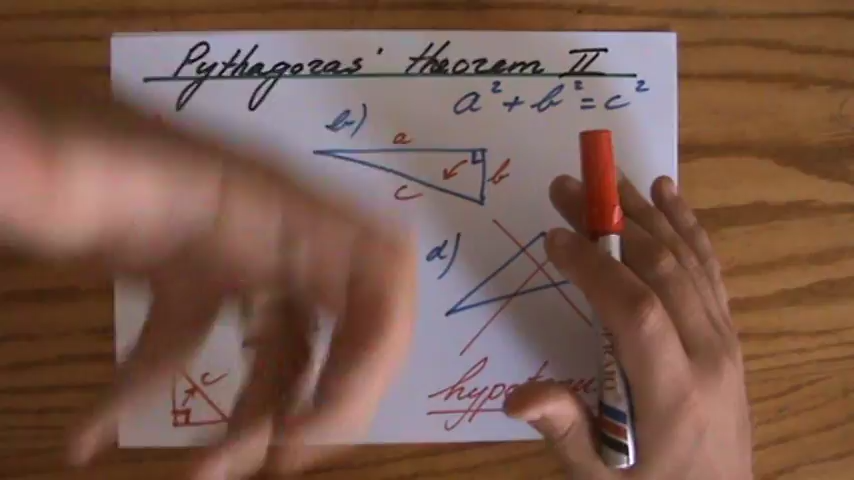 Pythagoras' theorem II
a² + b² = c²
b)
a
b
c
d)
c